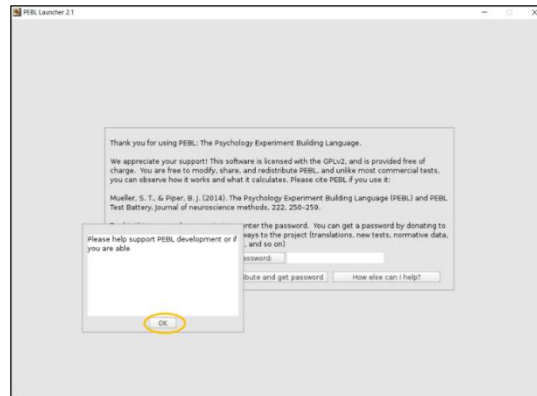 PEBL Launcher 2.1
Thank you for using PEBL: The Psychology Experiment Building Language.
We appreciate your support! This software is licensed with the GPLv2, and is provided free of
charge. You are free to modify, share, and redistribute PEBL, and unlike most commercial tests,
you can observe how it works and what it calculates. Please cite PEBL if you use it:
Mueller, S. T., & Piper, B. J. (2014). The Psychology Experiment Building Language (PEBL) and PEBL
Test Battery. Journal of neuroscience methods, 222, 250-259.
enter the password. You can get a password by donating to
ways to the project (translations, new tests, normative data,
, and so on)
Please help support PEBL development or if
you are able
assword:
ibute and get password
How else can I help?
OK